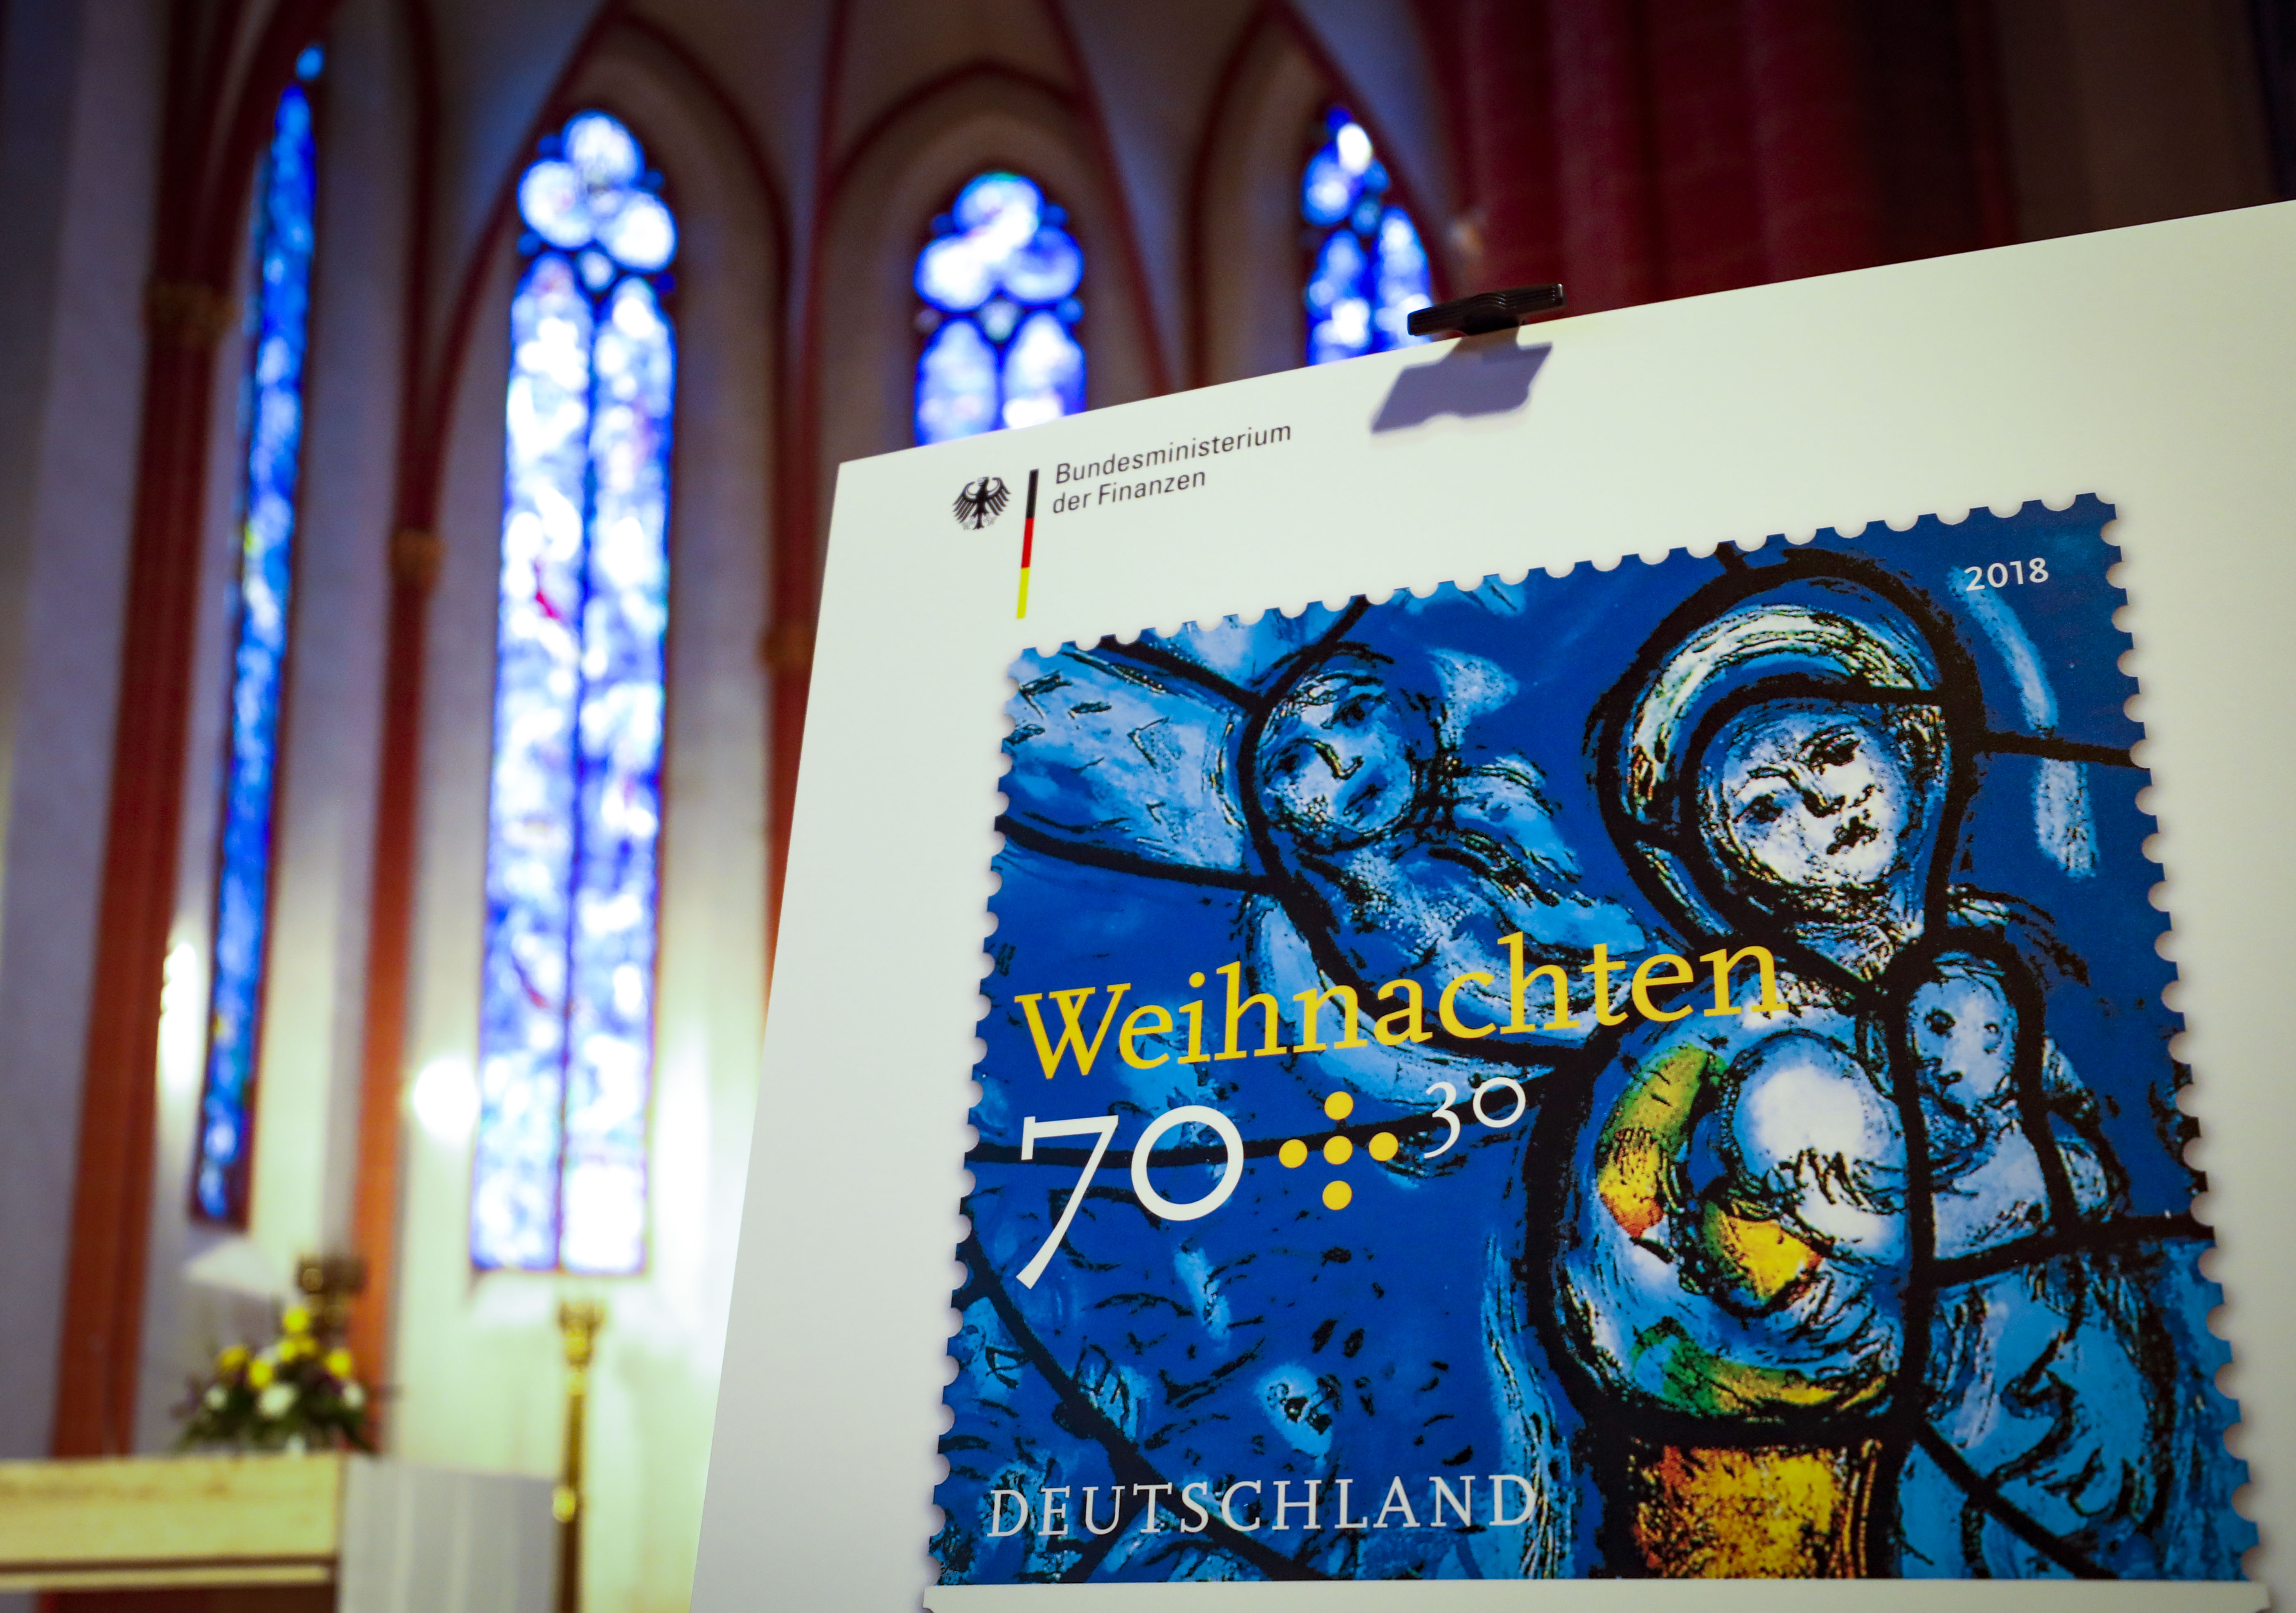 Bundesministerium
der Finanzen
2018
Weihnachten
70 + 30
DEUTSCHLAND